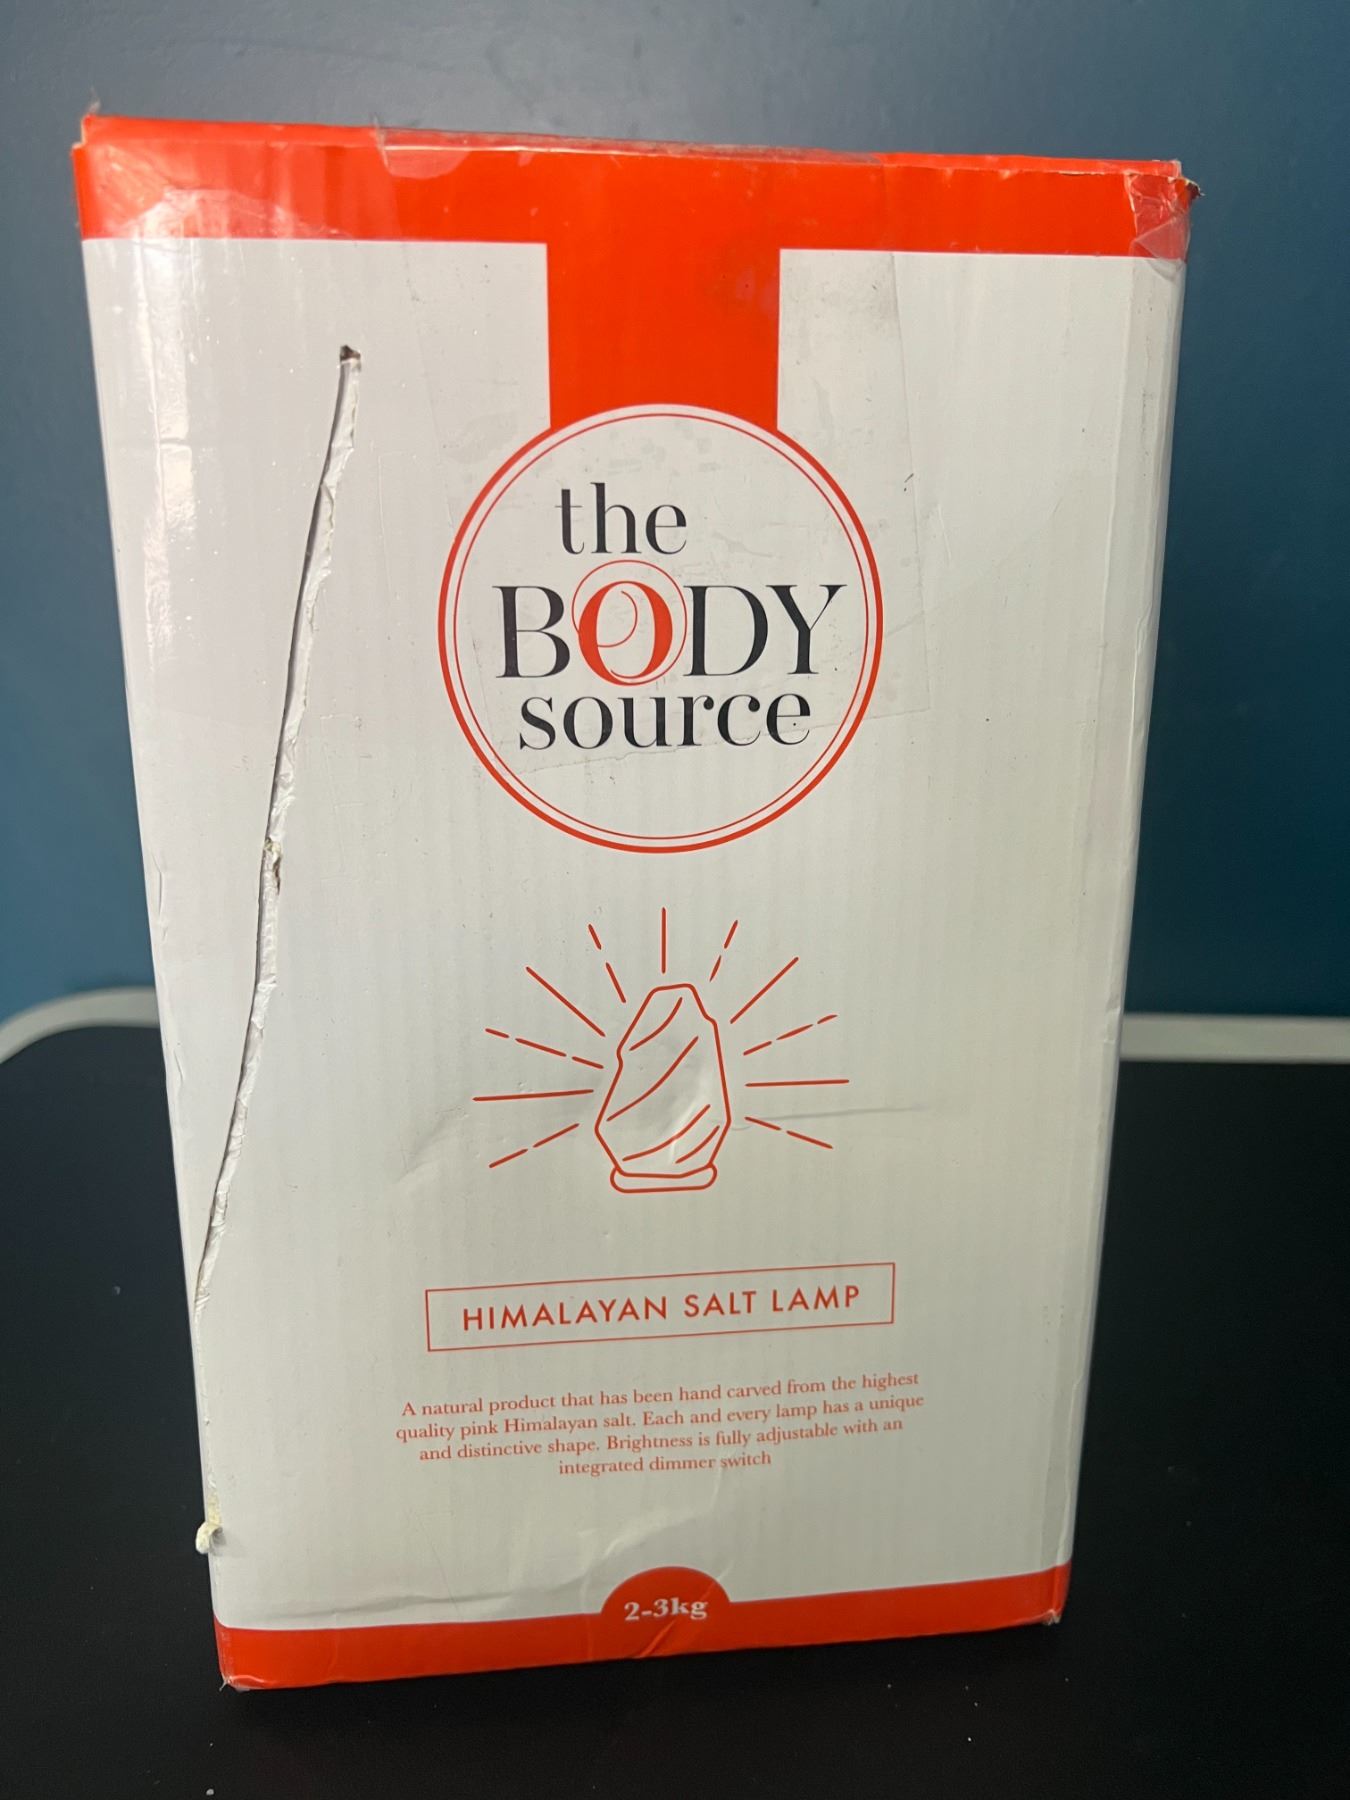 the
BODY
source
HIMALAYAN SALT LAMP
A natural product that has been hand carved from the highest
quality pink Himalayan salt. Each and every lamp has a unique
and distinctive shape. Brightness is fully adjustable with an
integrated dimmer switch
2-3kg